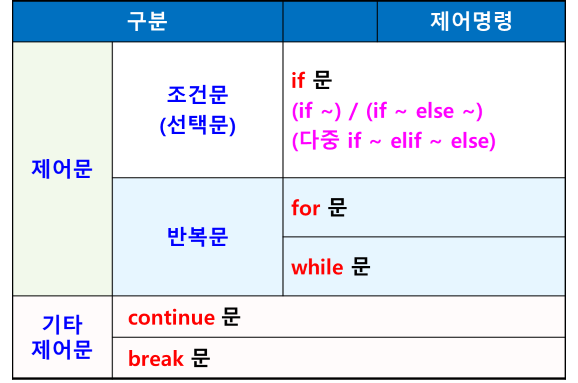 구분
제어명령
제어문
조건문
(선택문)
if 문
(if ~) / (if ~ else ~)
(다중 if ~ elif ~ else)
반복문
for 문
while 문
기타
제어문
continue 문
break 문